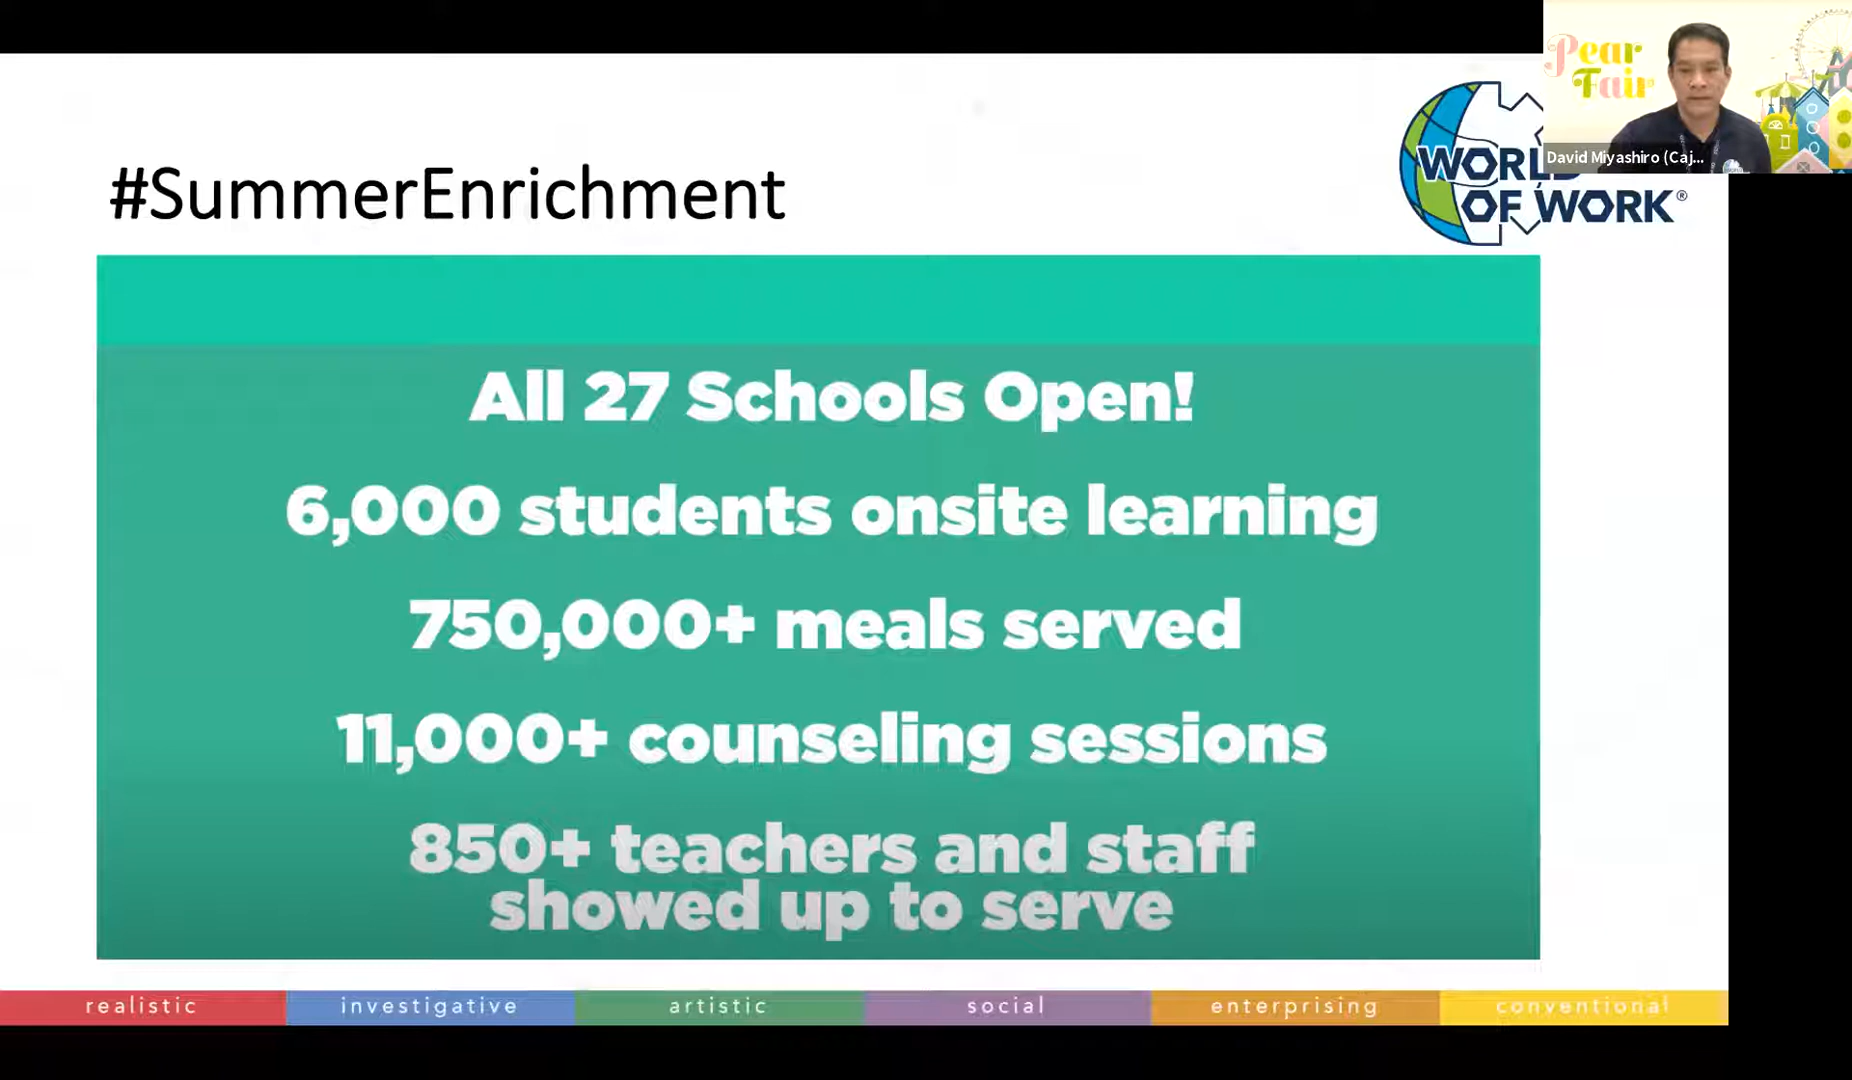 Pear
Fair
David Miyashiro (Caj...
#SummerEnrichment
WORLD
OF WORK®
All 27 Schools Open!
6,000 students onsite learning
750,000+ meals served
11,000+ counseling sessions
850+ teachers and staff
showed up to serve
realistic investigative artistic social enterprising conventional